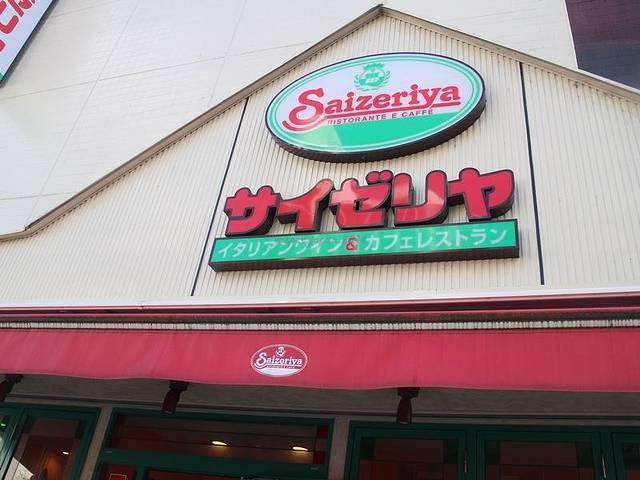 Saizeriya
RISTORANTE E CAFFÈ
サイゼリヤ
イタリアンワイン&カフェレストラン
Saizeriya